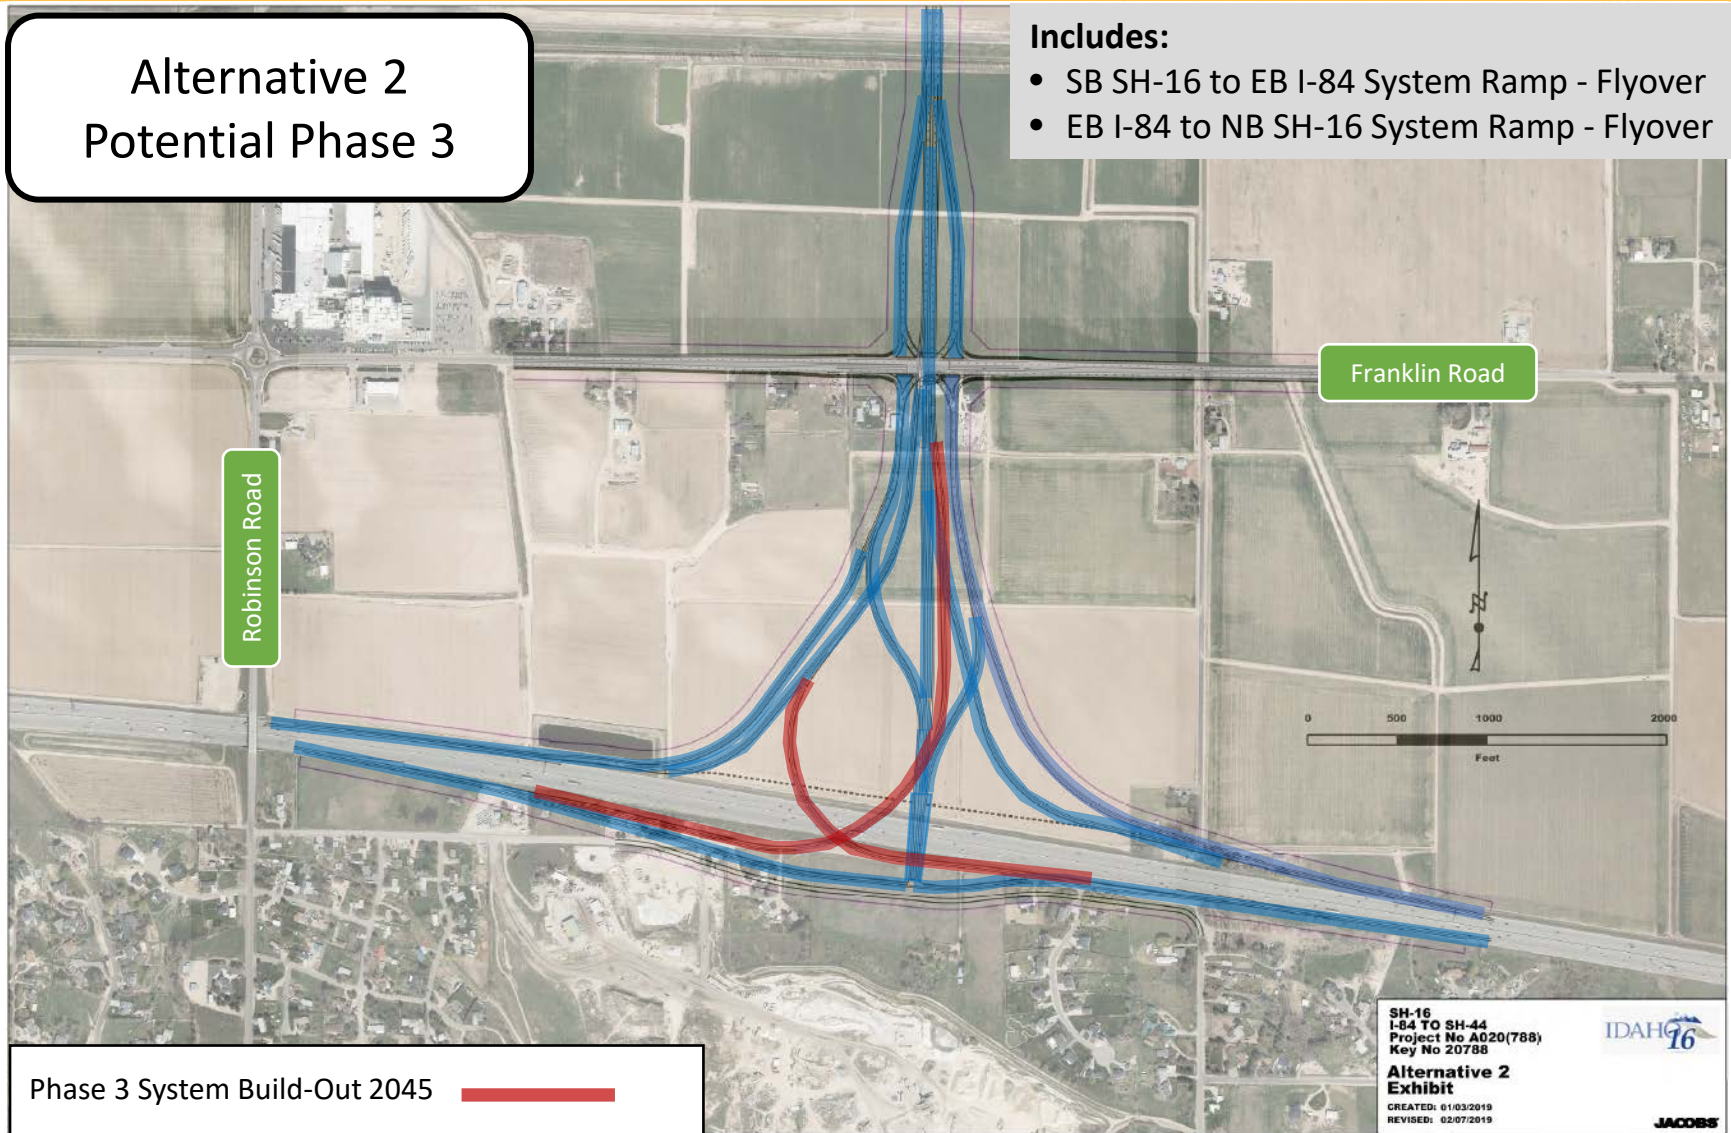 Alternative 2
Potential Phase 3
Includes:
• SB SH-16 to EB I-84 System Ramp - Flyover
• EB I-84 to NB SH-16 System Ramp - Flyover
Franklin Road
Robinson Road
N
0 500 1000 2000
Feet
Phase 3 System Build-Out 2045
SH-16
I-84 TO SH-44
Project No A020(788)
Key No 20788
IDAHO 16
Alternative 2
Exhibit
CREATED: 01/03/2019
REVISED: 02/07/2019
JACOBS